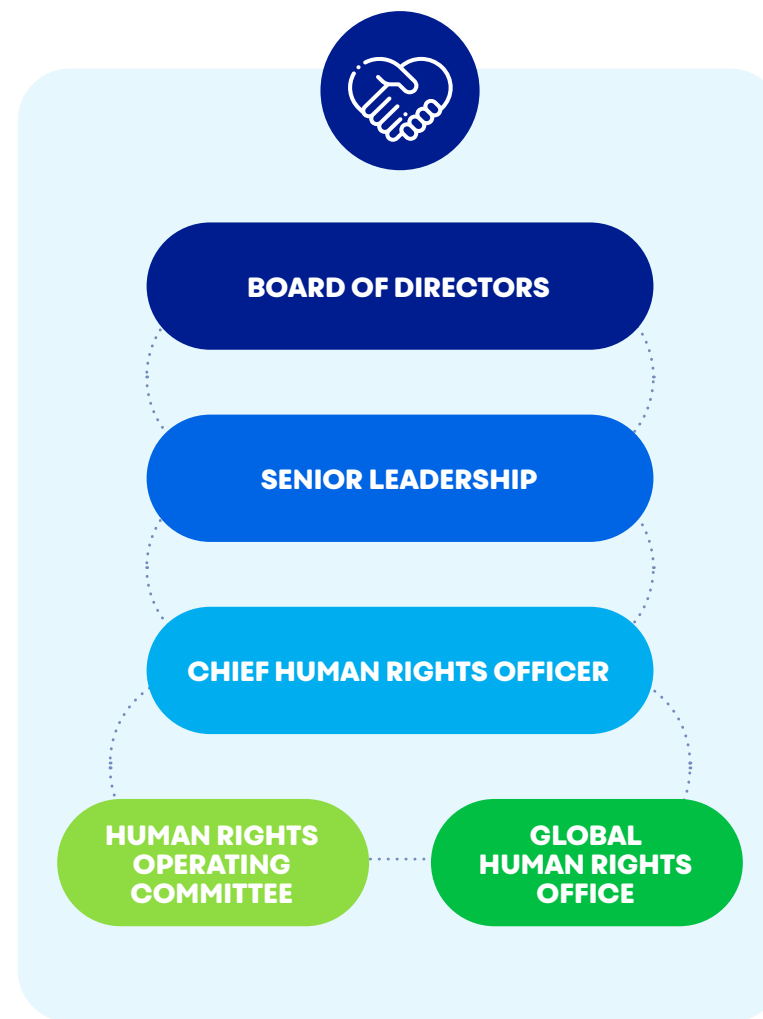 BOARD OF DIRECTORS
SENIOR LEADERSHIP
CHIEF HUMAN RIGHTS OFFICER
HUMAN RIGHTS
OPERATING
COMMITTEE
GLOBAL
HUMAN RIGHTS
OFFICE